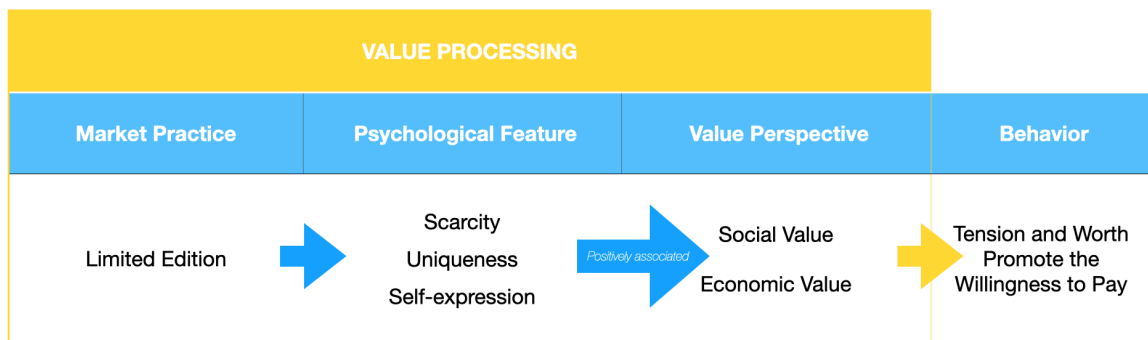 VALUE PROCESSING
Market Practice
Psychological Feature
Value Perspective
Behavior
Limited Edition
Scarcity
Uniqueness
Self-expression
Positively associated
Social Value
Economic Value
Tension and Worth
Promote the
Willingness to Pay